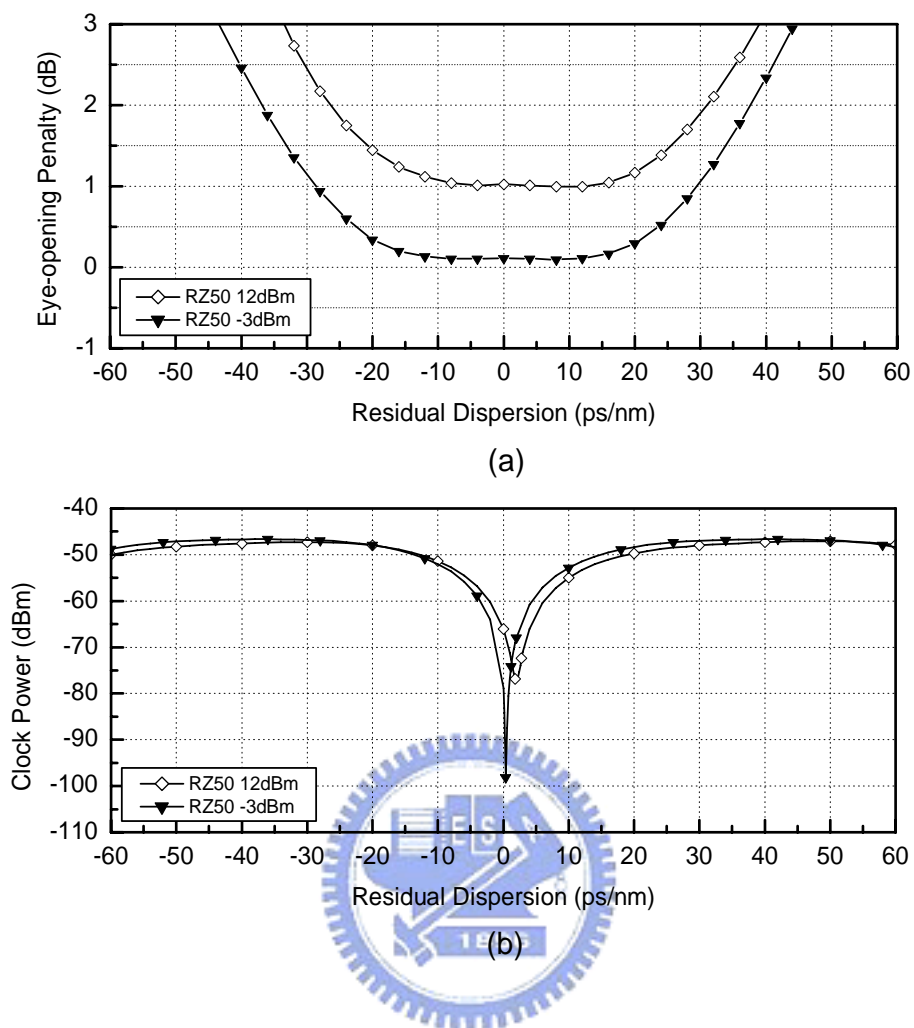 3
2
1
0
-1
Eye-opening Penalty (dB)
RZ50 12dBm
RZ50 -3dBm
-60 -50 -40 -30 -20 -10 0 10 20 30 40 50 60
Residual Dispersion (ps/nm)
(a)
-40
-50
-60
-70
-80
-90
-100
-110
Clock Power (dBm)
RZ50 12dBm
RZ50 -3dBm
-60 -50 -40 -30 -20 -10 0 10 20 30 40 50 60
Residual Dispersion (ps/nm)
(b)
1896